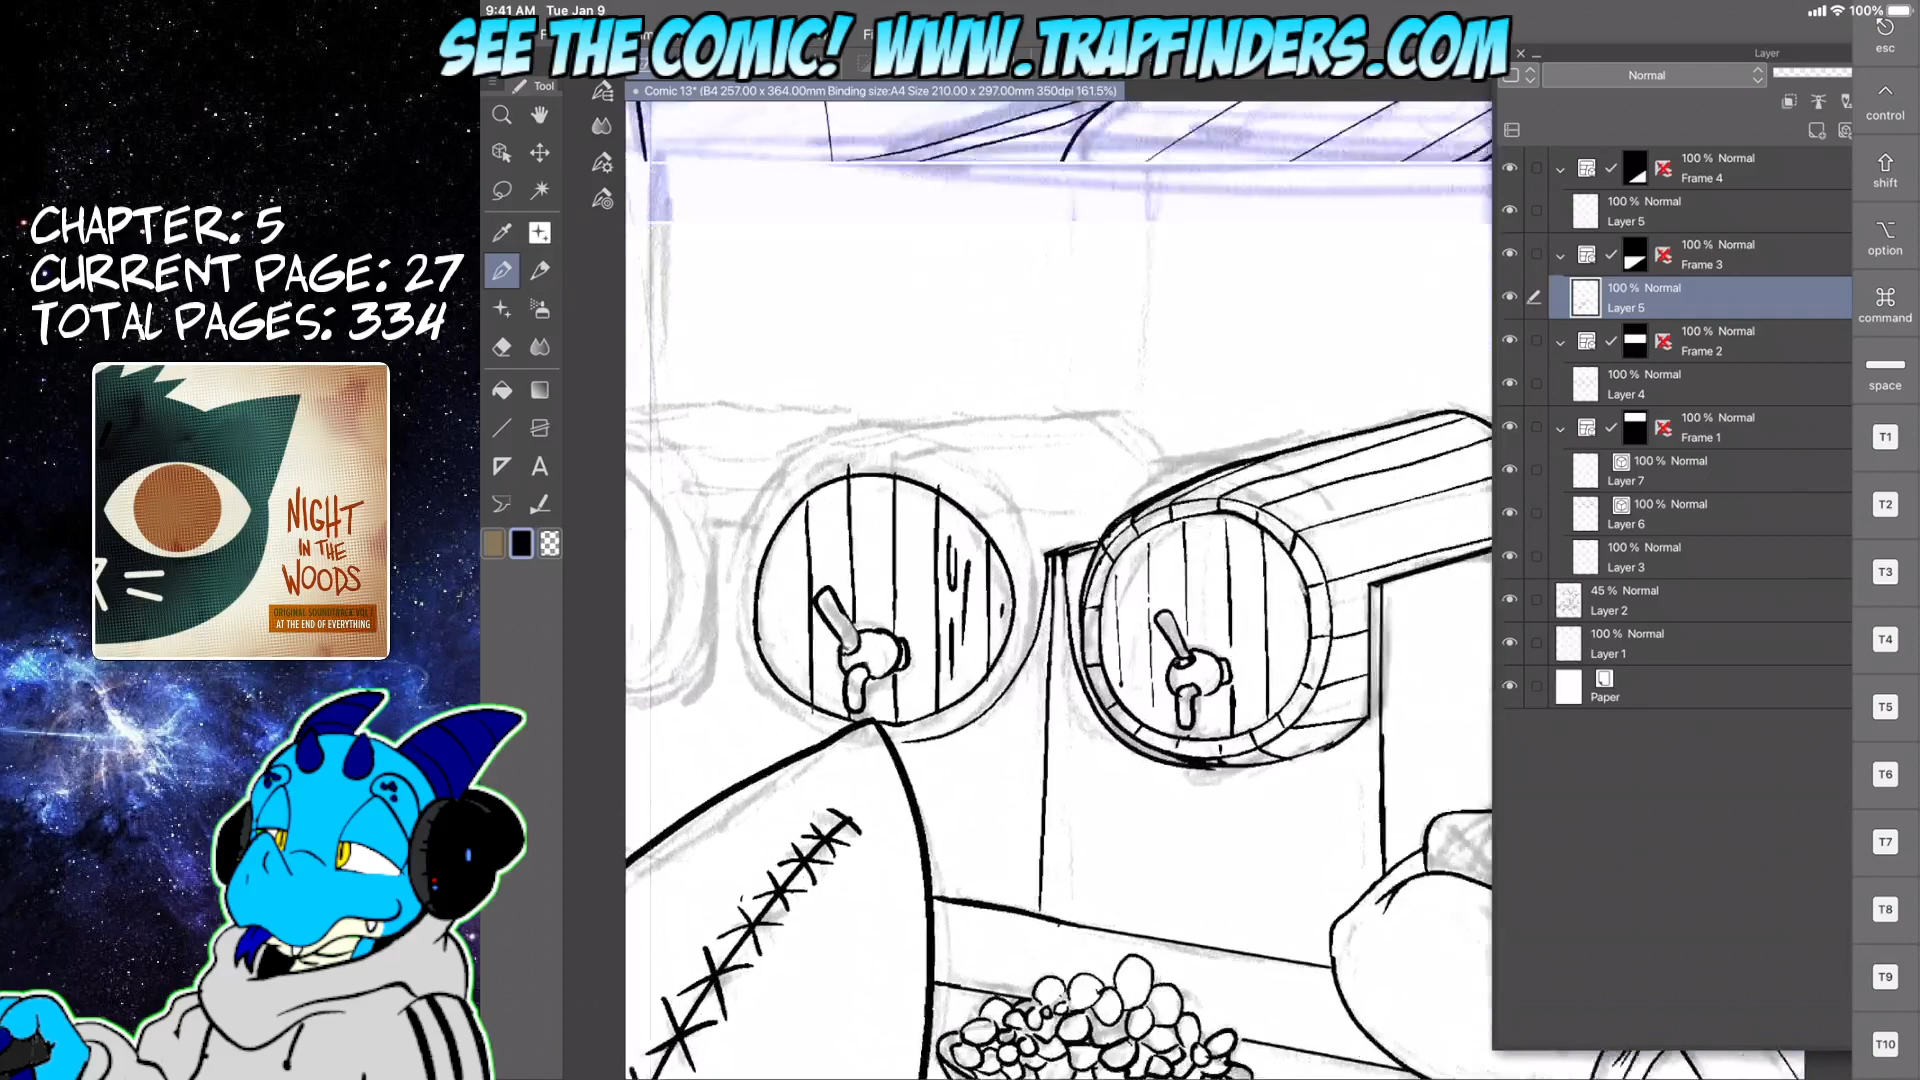 9:41 AM Tue Jan 9
100%
SEE THE COMIC! WWW.TRAPFINDERS.COM
Tool
Comic 13* (B4 257.00 x 364.00mm Binding size:A4 Size 210.00 x 297.00mm 350dpi 161.5%)
CHAPTER: 5
CURRENT PAGE: 27
TOTAL PAGES: 334
NIGHT
IN THE
WOODS
ORIGINAL SOUNDTRACK VOL 1
AT THE END OF EVERYTHING
Layer
Normal
100 % Normal
Frame 4
100 % Normal
Layer 5
100 % Normal
Frame 3
100 % Normal
Layer 5
100 % Normal
Frame 2
100 % Normal
Layer 4
100 % Normal
Frame 1
100 % Normal
Layer 7
100 % Normal
Layer 6
100 % Normal
Layer 3
45 % Normal
Layer 2
100 % Normal
Layer 1
Paper
esc
control
shift
option
command
space
T1
T2
T3
T4
T5
T6
T7
T8
T9
T10